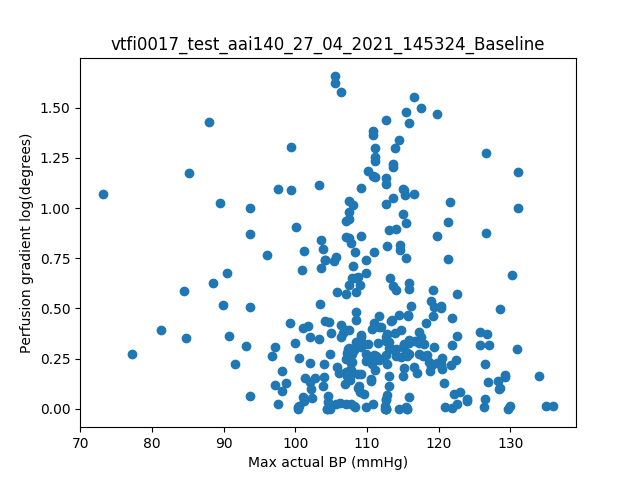 vtfi0017_test_aai140_27_04_2021_145324_Baseline
1.50
1.25
1.00
0.75
0.50
0.25
0.00
Perfusion gradient log(degrees)
70 80 90 100 110 120 130
Max actual BP (mmHg)